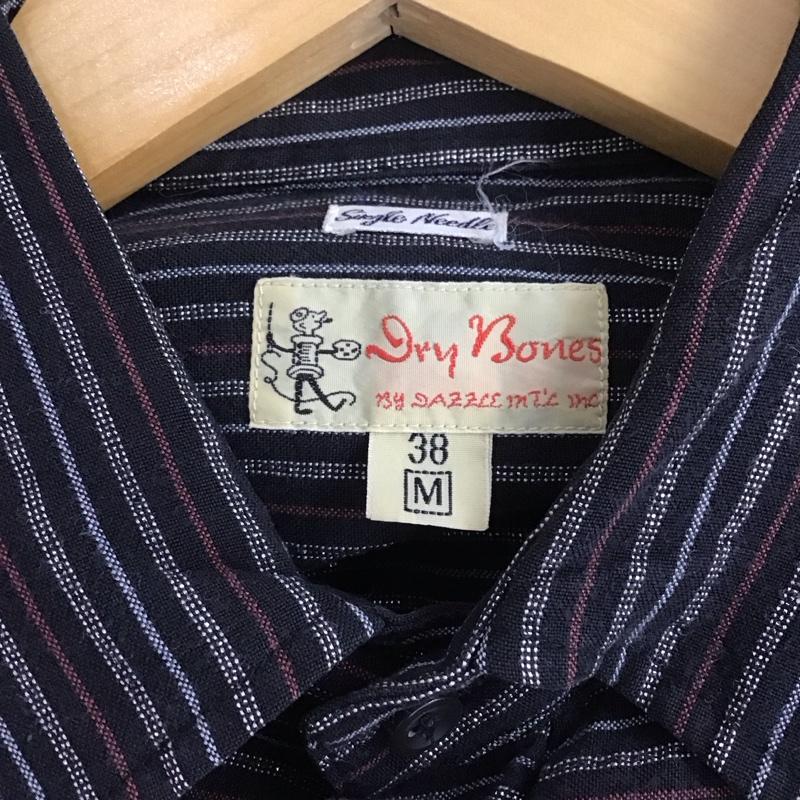 Single Needle
Dry Bones
BY DAZZLE INT'L INC
38
M